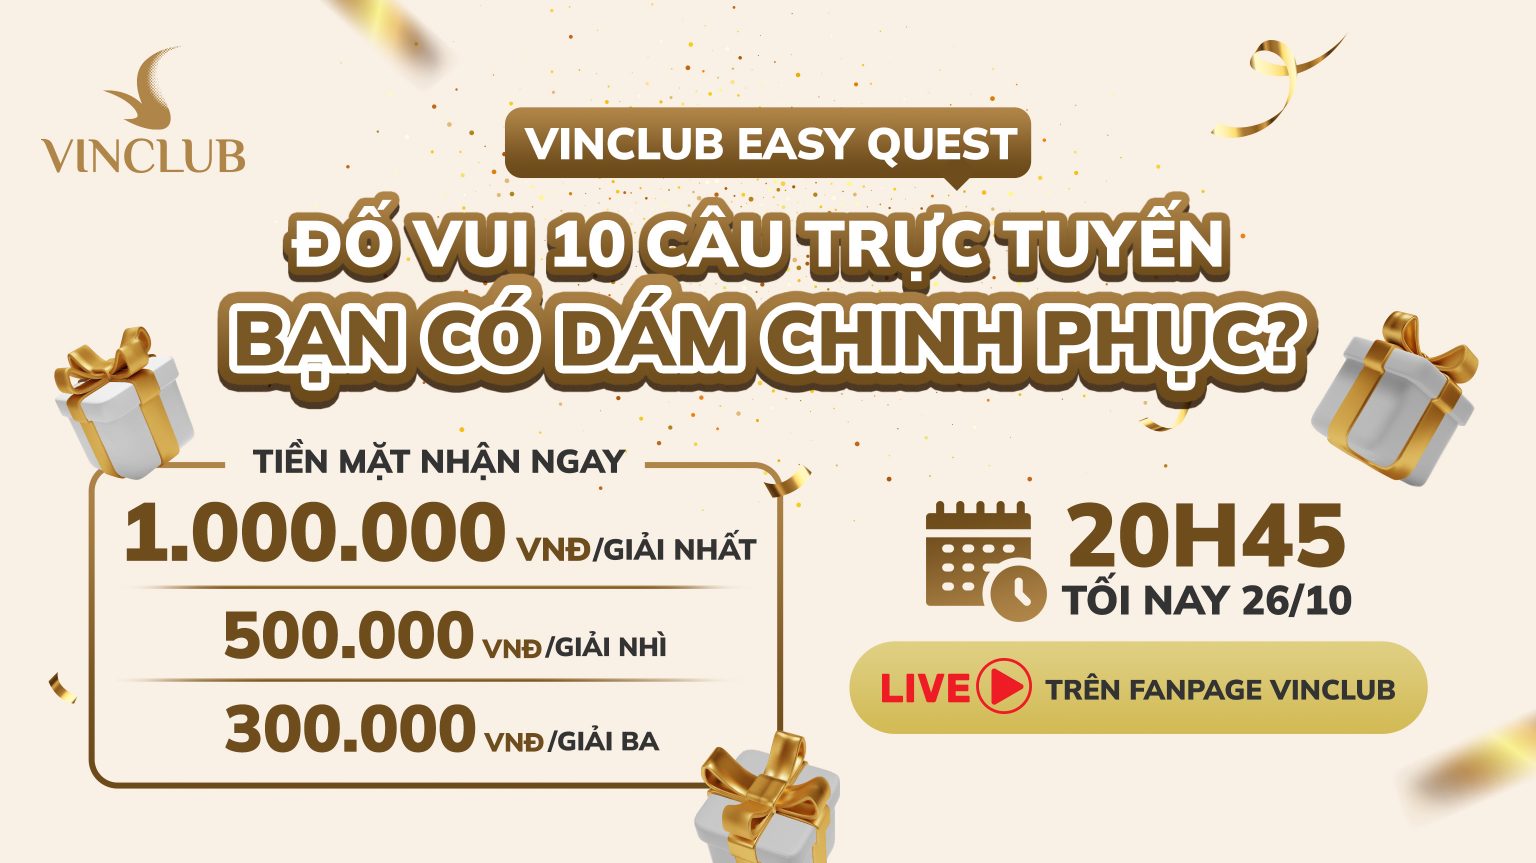 VINCLUB
VINCLUB EASY QUEST
ĐỐ VUI 10 CÂU TRỰC TUYẾN
BẠN CÓ DÁM CHINH PHỤC?
TIỀN MẶT NHẬN NGAY
1.000.000 VNĐ/GIẢI NHẤT
500.000 VNĐ/GIẢI NHÌ
300.000 VNĐ/GIẢI BA
20H45
TỐI NAY 26/10
LIVE TRÊN FANPAGE VINCLUB